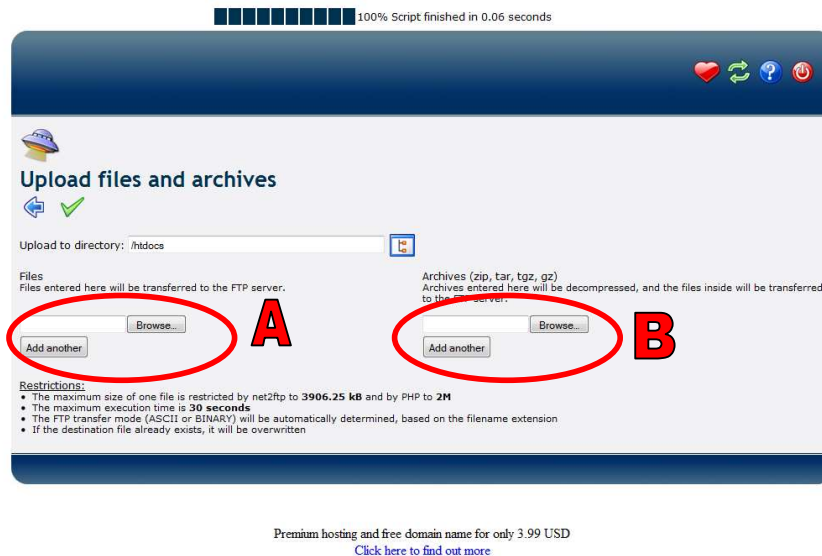 100% Script finished in 0.06 seconds
Upload files and archives
Upload to directory: /htdocs
Files
Files entered here will be transferred to the FTP server.
Browse...
Add another
A
Archives (zip, tar, tgz, gz)
Archives entered here will be decompressed, and the files inside will be transferred
to the FTP server.
Browse...
Add another
B
Restrictions:
• The maximum size of one file is restricted by net2ftp to 3906.25 kB and by PHP to 2M
• The maximum execution time is 30 seconds
• The FTP transfer mode (ASCII or BINARY) will be automatically determined, based on the filename extension
• If the destination file already exists, it will be overwritten
Premium hosting and free domain name for only 3.99 USD
Click here to find out more